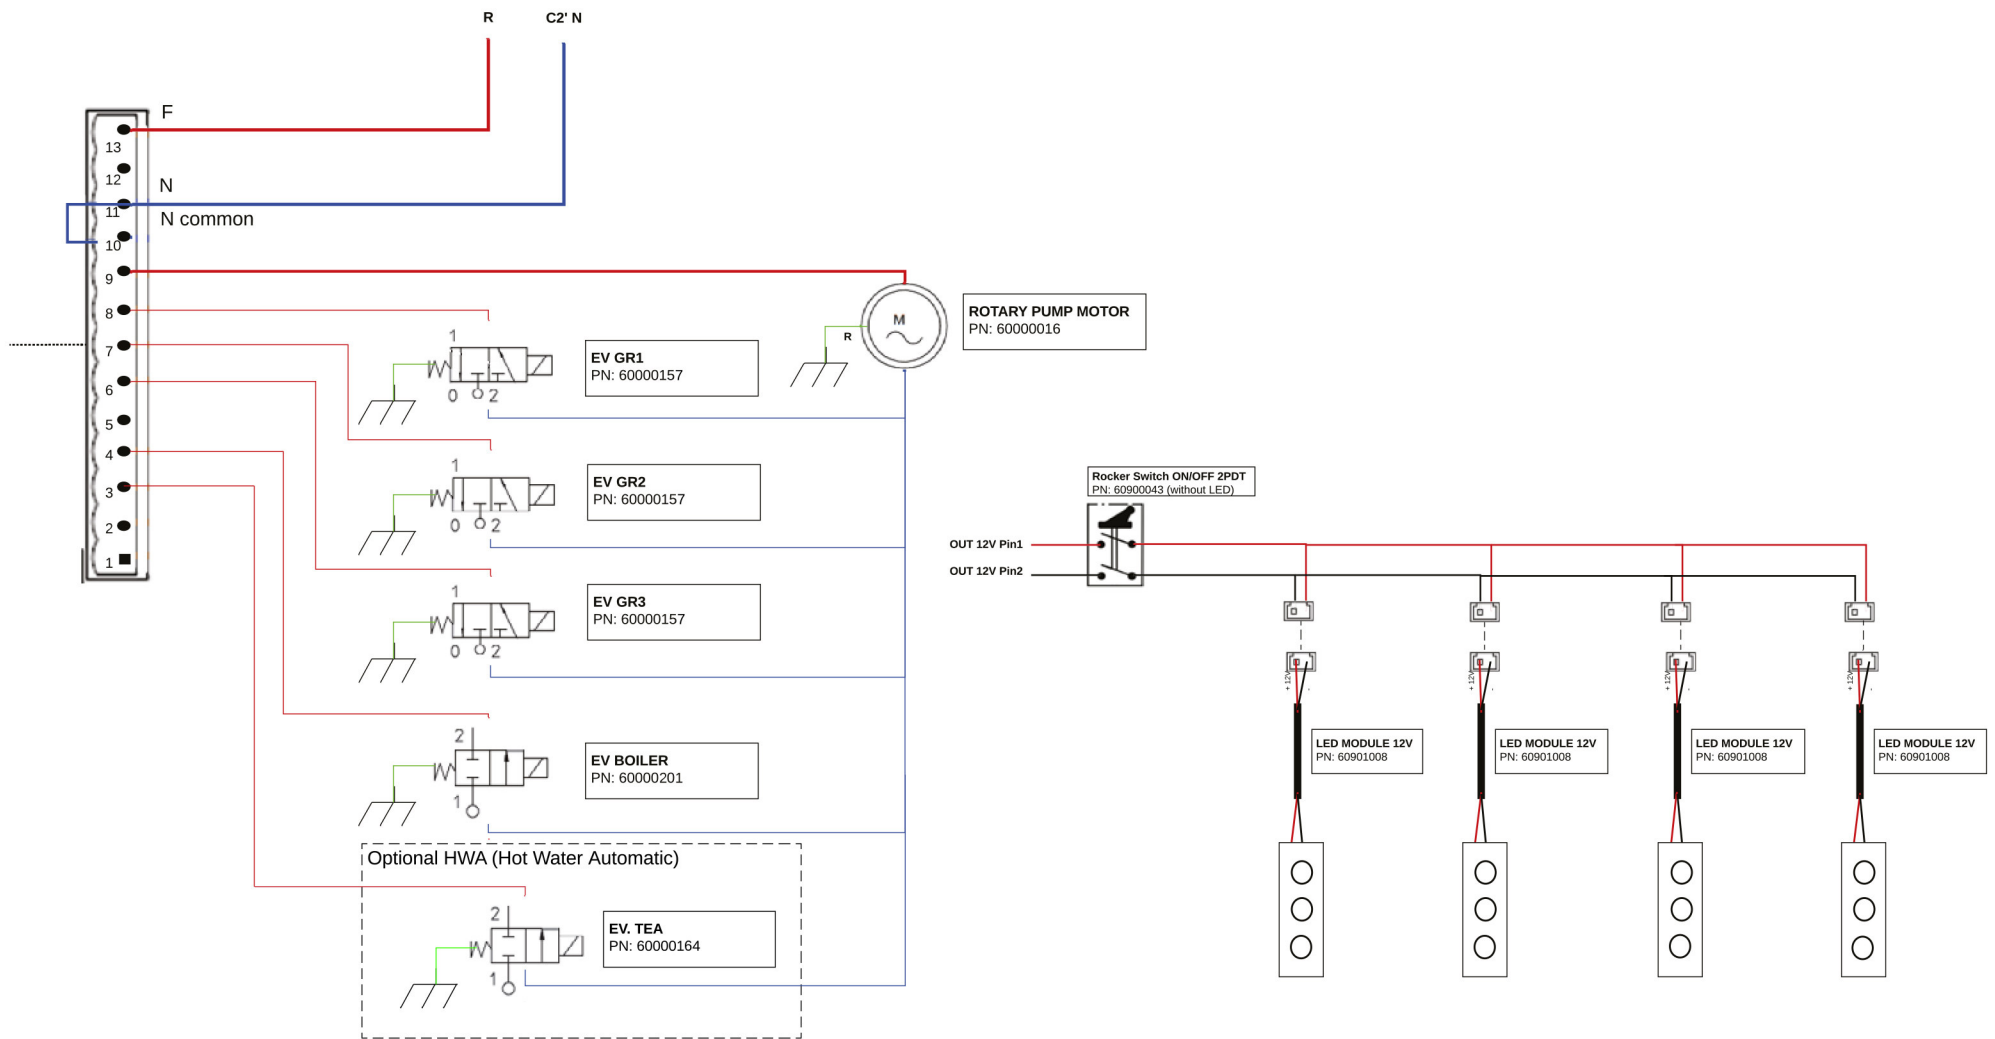 R
C2' N
F
13
12
N
11
N common
10
9
8
7
6
5
4
3
2
1
M
R
ROTARY PUMP MOTOR
PN: 60000016
1
0
2
EV GR1
PN: 60000157
1
0
2
EV GR2
PN: 60000157
1
0
2
EV GR3
PN: 60000157
2
1
EV BOILER
PN: 60000201
Optional HWA (Hot Water Automatic)
2
1
EV. TEA
PN: 60000164
Rocker Switch ON/OFF 2PDT
PN: 60900043 (without LED)
OUT 12V Pin1
OUT 12V Pin2
+ 12V
+ 12V
+ 12V
+ 12V
LED MODULE 12V
PN: 60901008
LED MODULE 12V
PN: 60901008
LED MODULE 12V
PN: 60901008
LED MODULE 12V
PN: 60901008